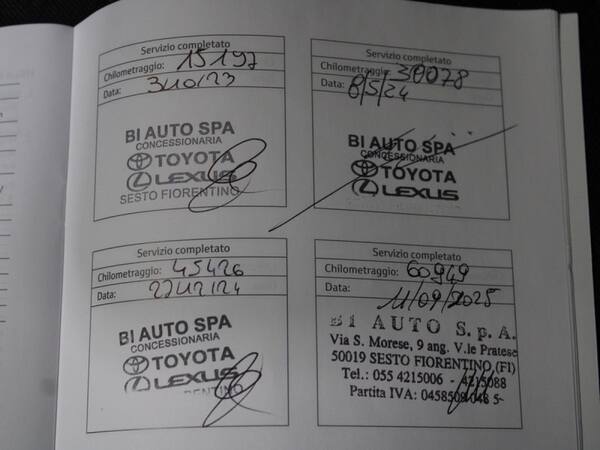 Servizio completato
Chilometraggio: 15197
Data: 3/10/23
BI AUTO SPA
CONCESSIONARIA
TOYOTA
LEXUS
SESTO FIORENTINO
Servizio completato
Chilometraggio: 30078
Data: 8/5/24
BI AUTO SPA
CONCESSIONARIA
TOYOTA
LEXUS
Servizio completato
Chilometraggio: 45426
Data:
BI AUTO SPA
CONCESSIONARIA
TOYOTA
LEXUS
Servizio completato
Chilometraggio: 60949
Data: 11/09/2025
BI AUTO S.p.A.
Via S. Morese, 9 ang. V.le Pratese
50019 SESTO FIORENTINO (FI)
Tel.: 055 4215006 - 4215088
Partita IVA: